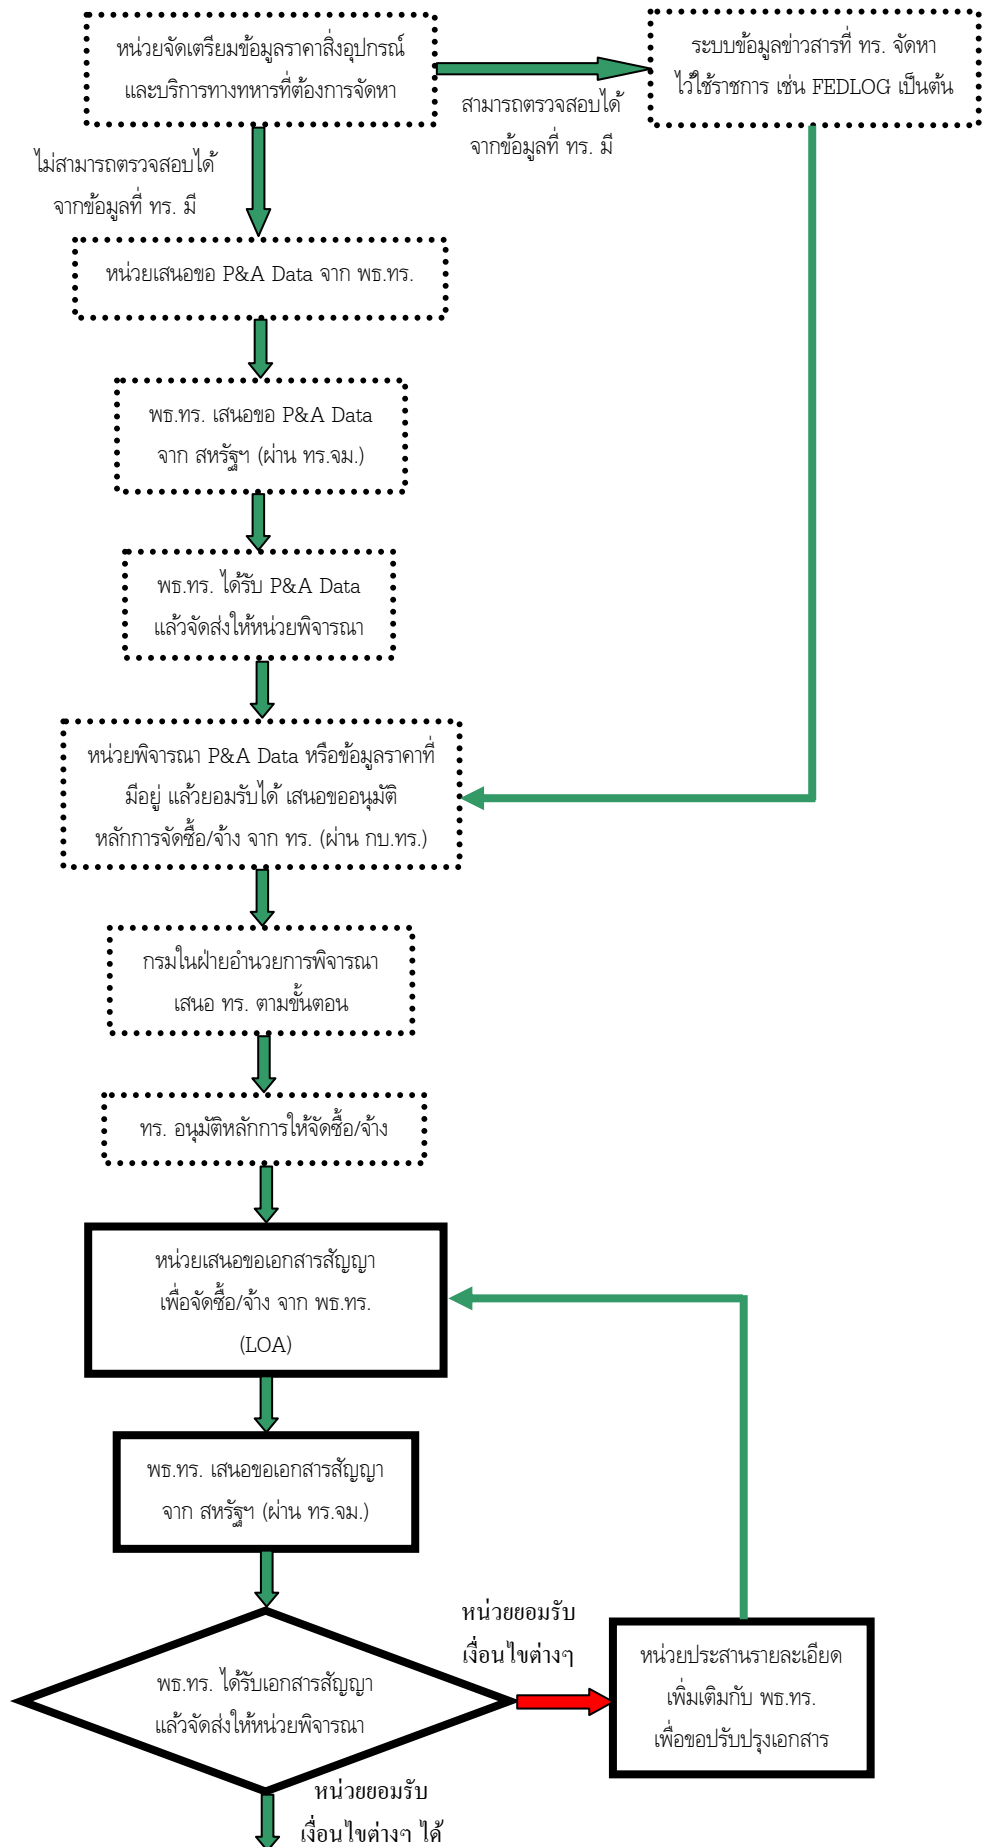 หน่วยจัดเตรียมข้อมูลราคาสิ่งอุปกรณ์
และบริการทางทหารที่ต้องการจัดหา
ระบบข้อมูลข่าวสารที่ ทร. จัดหา
ไว้ใช้ราชการ เช่น FEDLOG เป็นต้น
สามารถตรวจสอบได้
จากข้อมูลที่ ทร. มี
ไม่สามารถตรวจสอบได้
จากข้อมูลที่ ทร. มี
หน่วยเสนอขอ P&A Data จาก พธ.ทร.
พธ.ทร. เสนอขอ P&A Data
จาก สหรัฐฯ (ผ่าน ทร.จม.)
พธ.ทร. ได้รับ P&A Data
แล้วจัดส่งให้หน่วยพิจารณา
หน่วยพิจารณา P&A Data หรือข้อมูลราคาที่
มีอยู่ แล้วยอมรับได้ เสนอขออนุมัติ
หลักการจัดซื้อ/จ้าง จาก ทร. (ผ่าน กบ.ทร.)
กรมในฝ่ายอำนวยการพิจารณา
เสนอ ทร. ตามขั้นตอน
ทร. อนุมัติหลักการให้จัดซื้อ/จ้าง
หน่วยเสนอขอเอกสารสัญญา
เพื่อจัดซื้อ/จ้าง จาก พธ.ทร.
(LOA)
พธ.ทร. เสนอขอเอกสารสัญญา
จาก สหรัฐฯ (ผ่าน ทร.จม.)
พธ.ทร. ได้รับเอกสารสัญญา
แล้วจัดส่งให้หน่วยพิจารณา
หน่วยยอมรับ
เงื่อนไขต่างๆ
หน่วยประสานรายละเอียด
เพิ่มเติมกับ พธ.ทร.
เพื่อขอปรับปรุงเอกสาร
หน่วยยอมรับ
เงื่อนไขต่างๆ ได้